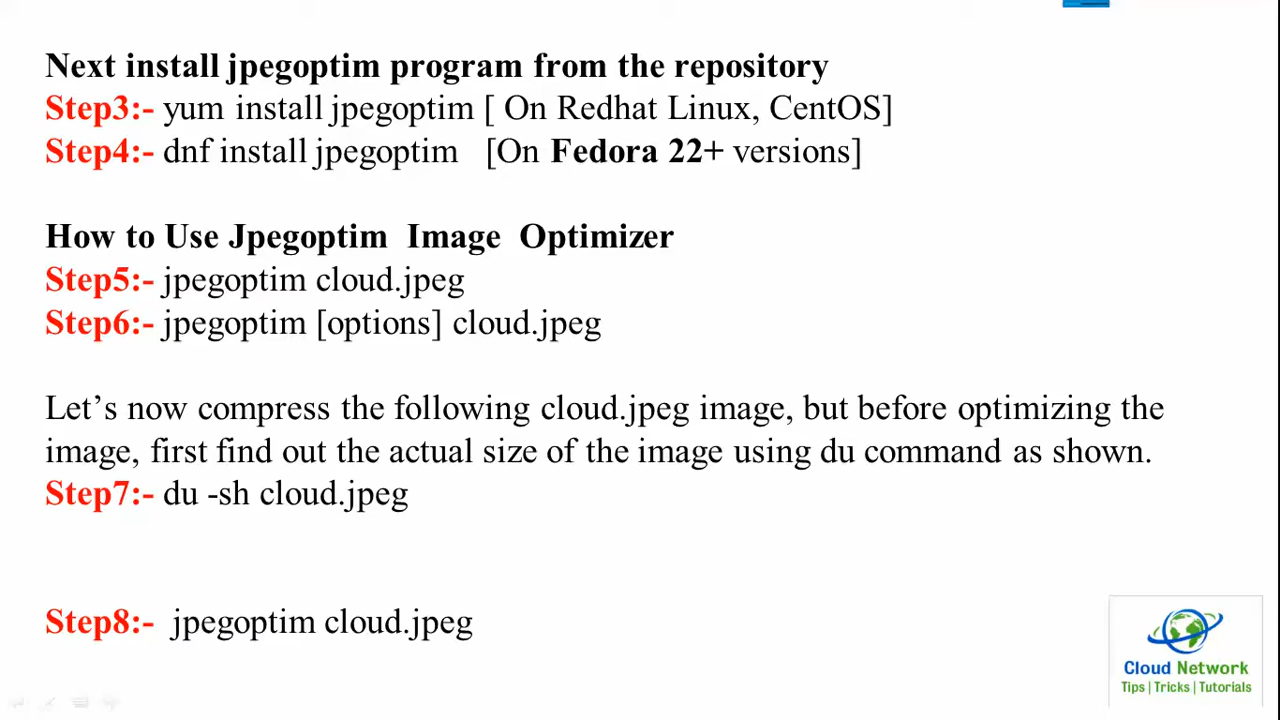 Next install jpegoptim program from the repository
Step3:- yum install jpegoptim [ On Redhat Linux, CentOS]
Step4:- dnf install jpegoptim [On Fedora 22+ versions]
How to Use Jpegoptim Image Optimizer
Step5:- jpegoptim cloud.jpeg
Step6:- jpegoptim [options] cloud.jpeg
Let’s now compress the following cloud.jpeg image, but before optimizing the
image, first find out the actual size of the image using du command as shown.
Step7:- du -sh cloud.jpeg
Step8:- jpegoptim cloud.jpeg
Cloud Network
Tips | Tricks | Tutorials